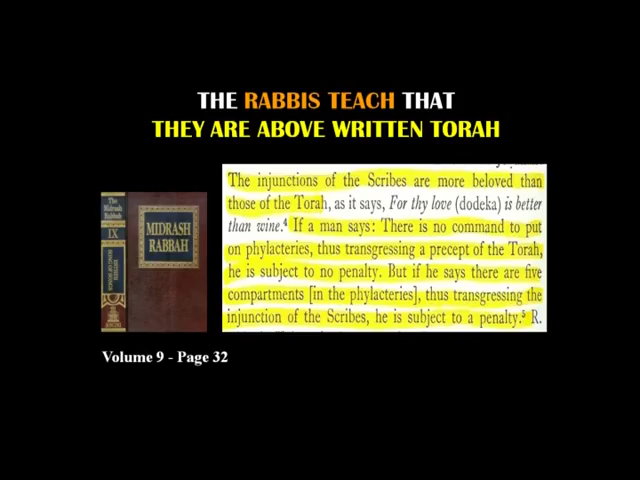 THE RABBIS TEACH THAT
THEY ARE ABOVE WRITTEN TORAH
The injunctions of the Scribes are more beloved than
those of the Torah, as it says, For thy love (dodeka) is better
than wine.⁴ If a man says: There is no command to put
on phylacteries, thus transgressing a precept of the Torah,
he is subject to no penalty. But if he says there are five
compartments [in the phylacteries], thus transgressing the
injunction of the Scribes, he is subject to a penalty.⁵ R.
The
Midrash
Rabbah
IX
MIDRASH
RABBAH
Volume 9 - Page 32